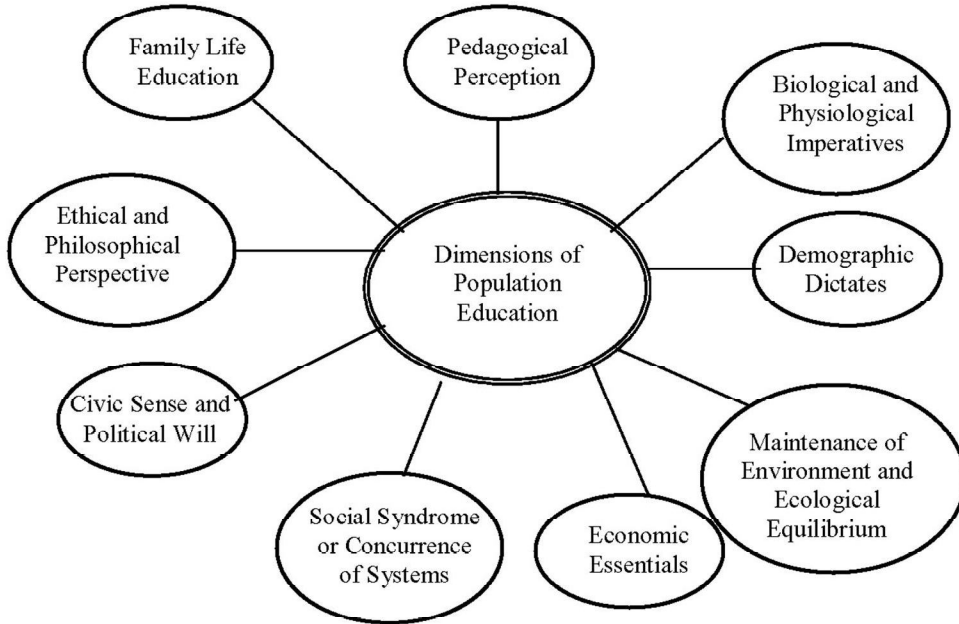 Family Life
Education
Pedagogical
Perception
Biological and
Physiological
Imperatives
Ethical and
Philosophical
Perspective
Dimensions of
Population
Education
Demographic
Dictates
Civic Sense and
Political Will
Social Syndrome
or Concurrence
of Systems
Economic
Essentials
Maintenance of
Environment and
Ecological
Equilibrium